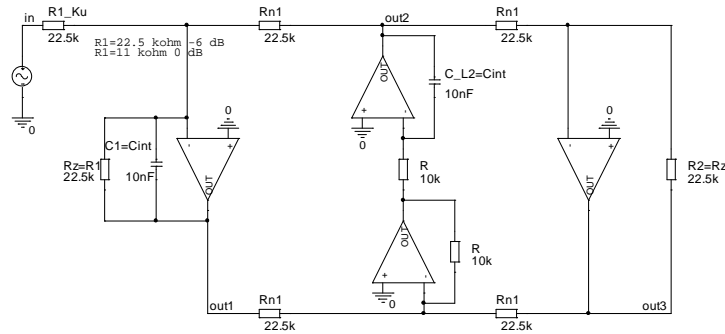 in
R1_Ku
22.5k
Rn1
22.5k
out2
Rn1
22.5k
R1=22.5 kohm -6 dB
R1=11 kohm 0 dB
0
C1=Cint
10nF
Rz=R1
22.5k
-
+
0
OUT
OUT
+
-
0
C_L2=Cint
10nF
R
10k
OUT
+
-
0
R
10k
-
+
0
OUT
R2=Rz
22.5k
out1
Rn1
22.5k
Rn1
22.5k
out3